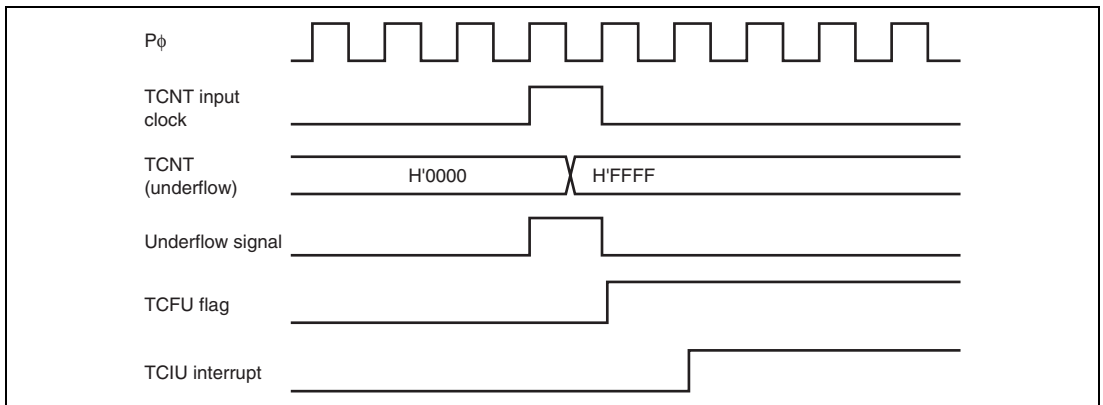 Pφ
TCNT input
clock
TCNT
(underflow)
H'0000
H'FFFF
Underflow signal
TCFU flag
TCIU interrupt